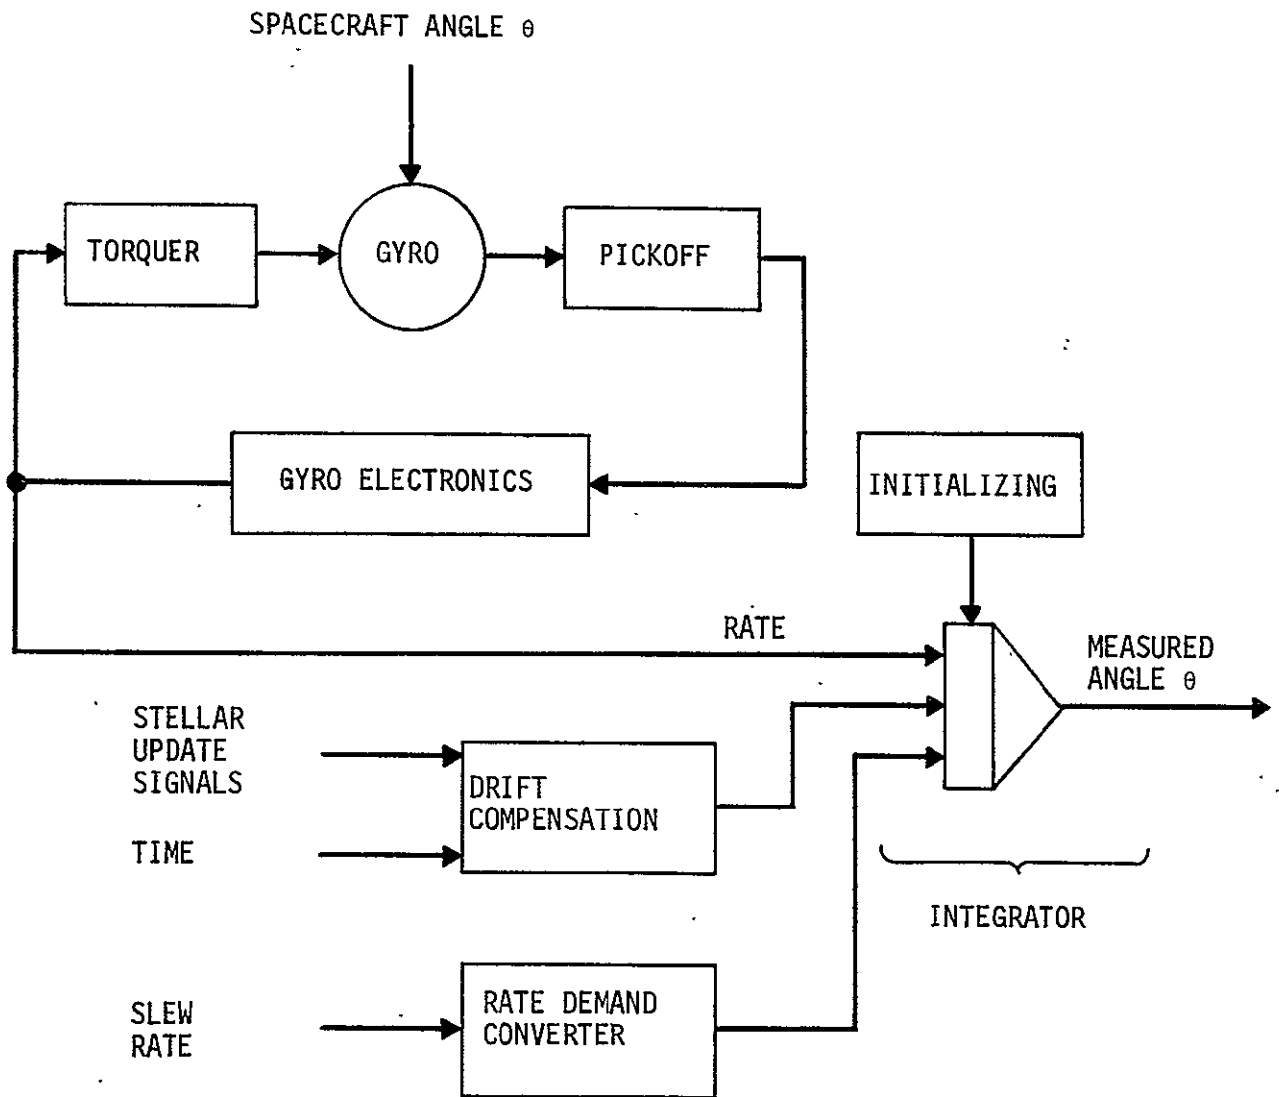 SPACECRAFT ANGLE θ
TORQUER
GYRO
PICKOFF
GYRO ELECTRONICS
INITIALIZING
RATE
MEASURED
ANGLE θ
STELLAR
UPDATE
SIGNALS
DRIFT
COMPENSATION
TIME
INTEGRATOR
SLEW
RATE
RATE DEMAND
CONVERTER